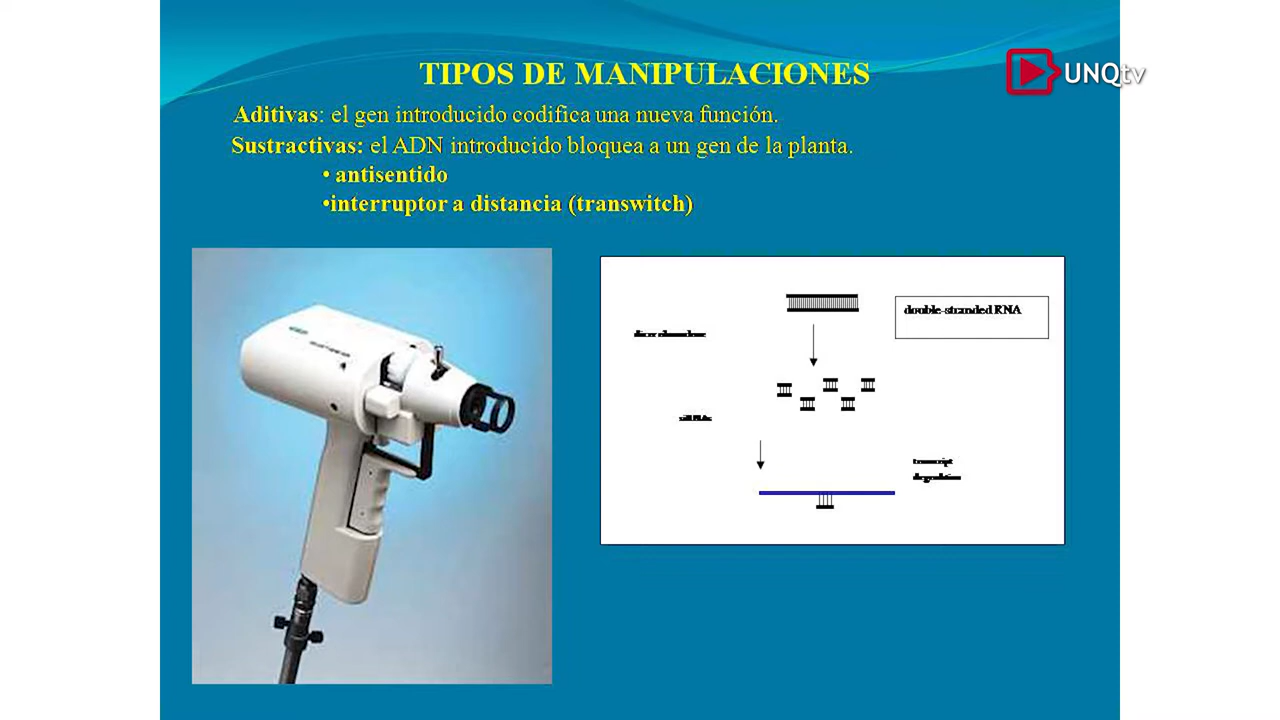 TIPOS DE MANIPULACIONES
UNQtv
Aditivas: el gen introducido codifica una nueva función.
Sustractivas: el ADN introducido bloquea a un gen de la planta.
• antisentido
•interruptor a distancia (transwitch)
double-stranded RNA
transcript